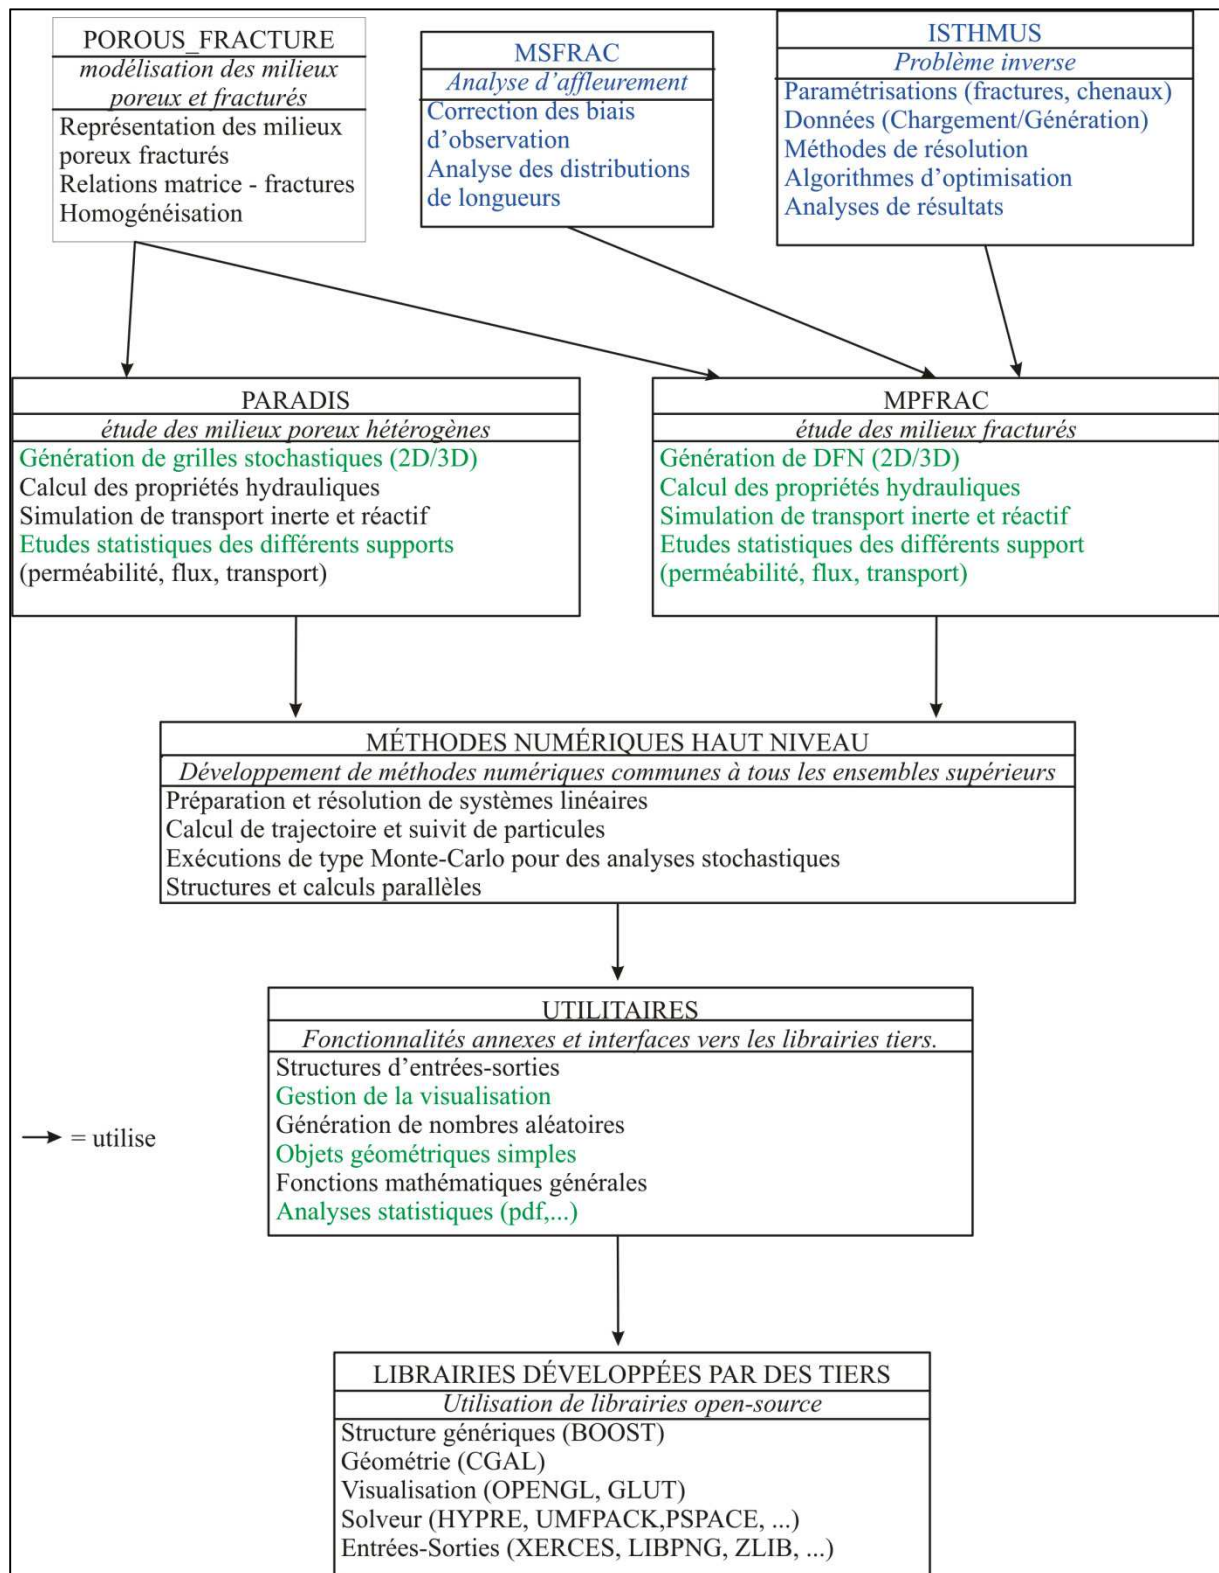 POROUS_FRACTURE
modélisation des milieux
poreux et fracturés
Représentation des milieux
poreux fracturés
Relations matrice - fractures
Homogénéisation
MSFRAC
Analyse d'affleurement
Correction des biais
d'observation
Analyse des distributions
de longueurs
ISTHMUS
Problème inverse
Paramétrisations (fractures, chenaux)
Données (Chargement/Génération)
Méthodes de résolution
Algorithmes d'optimisation
Analyses de résultats
PARADIS
étude des milieux poreux hétérogènes
Génération de grilles stochastiques (2D/3D)
Calcul des propriétés hydrauliques
Simulation de transport inerte et réactif
Etudes statistiques des différents supports
(perméabilité, flux, transport)
MPFRAC
étude des milieux fracturés
Génération de DFN (2D/3D)
Calcul des propriétés hydrauliques
Simulation de transport inerte et réactif
Etudes statistiques des différents support
(perméabilité, flux, transport)
MÉTHODES NUMÉRIQUES HAUT NIVEAU
Développement de méthodes numériques communes à tous les ensembles supérieurs
Préparation et résolution de systèmes linéaires
Calcul de trajectoire et suivit de particules
Exécutions de type Monte-Carlo pour des analyses stochastiques
Structures et calculs parallèles
UTILITAIRES
Fonctionnalités annexes et interfaces vers les librairies tiers.
Structures d'entrées-sorties
Gestion de la visualisation
Génération de nombres aléatoires
Objets géométriques simples
Fonctions mathématiques générales
Analyses statistiques (pdf,...)
= utilise
LIBRAIRIES DÉVELOPPÉES PAR DES TIERS
Utilisation de librairies open-source
Structure génériques (BOOST)
Géométrie (CGAL)
Visualisation (OPENGL, GLUT)
Solveur (HYPRE, UMFPACK,PSPACE, ...)
Entrées-Sorties (XERCES, LIBPNG, ZLIB, ...)